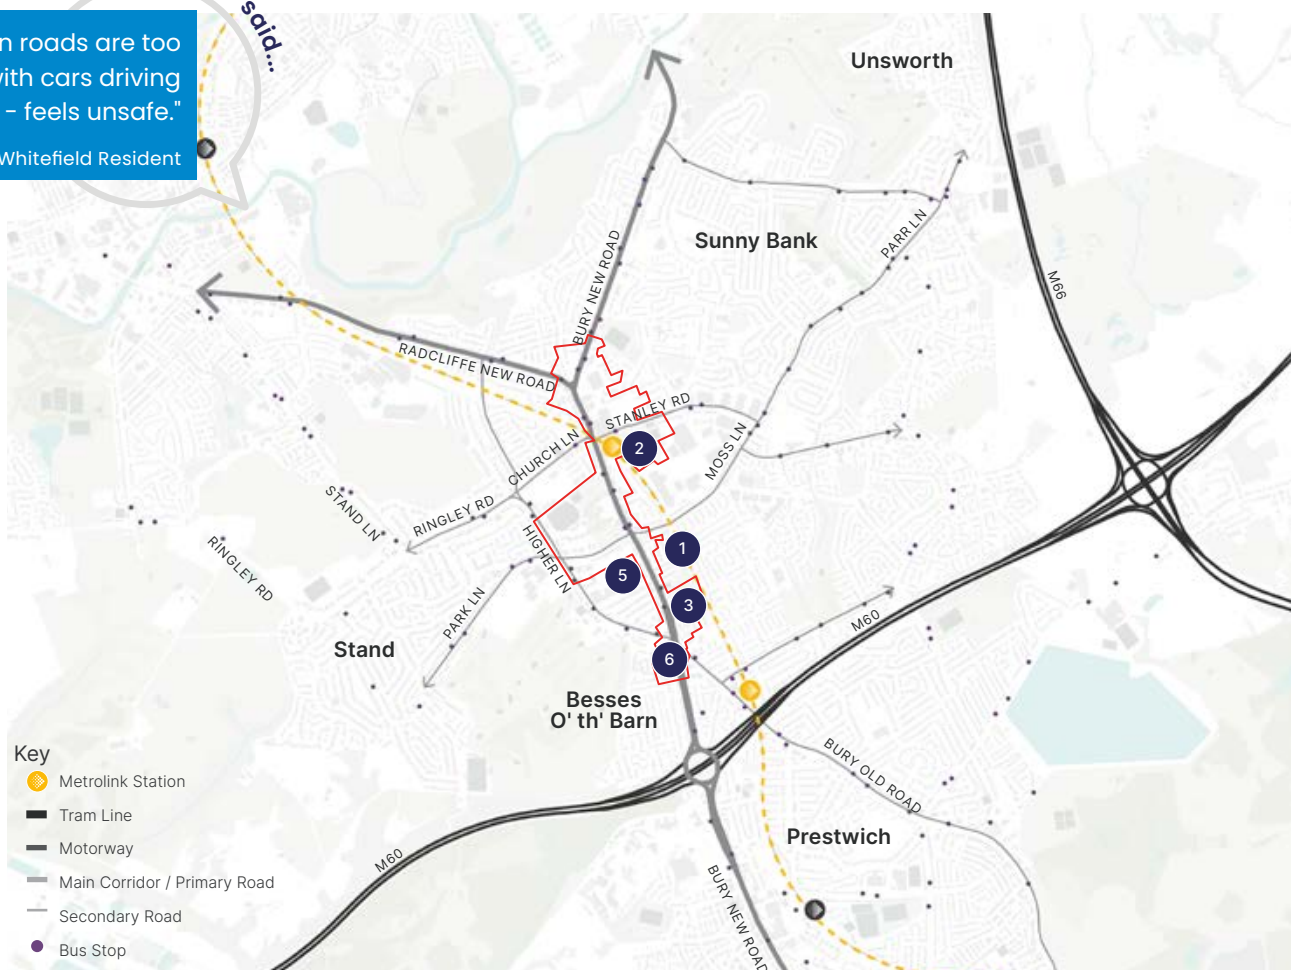 said...
n roads are too
with cars driving
- feels unsafe."
Whitefield Resident
Unsworth
Sunny Bank
PARR LN
M66
BURY NEW ROAD
RADCLIFFE NEW ROAD
STANLEY RD
2
CHURCH LN
MOSS LN
RINGLEY RD
STAND LN
HIGHER LN
1
RINGLEY RD
5
3
PARK LN
M60
Stand
6
Besses
O' th' Barn
BURY OLD ROAD
Prestwich
M60
BURY NEW ROAD
Key
Metrolink Station
Tram Line
Motorway
Main Corridor / Primary Road
Secondary Road
Bus Stop